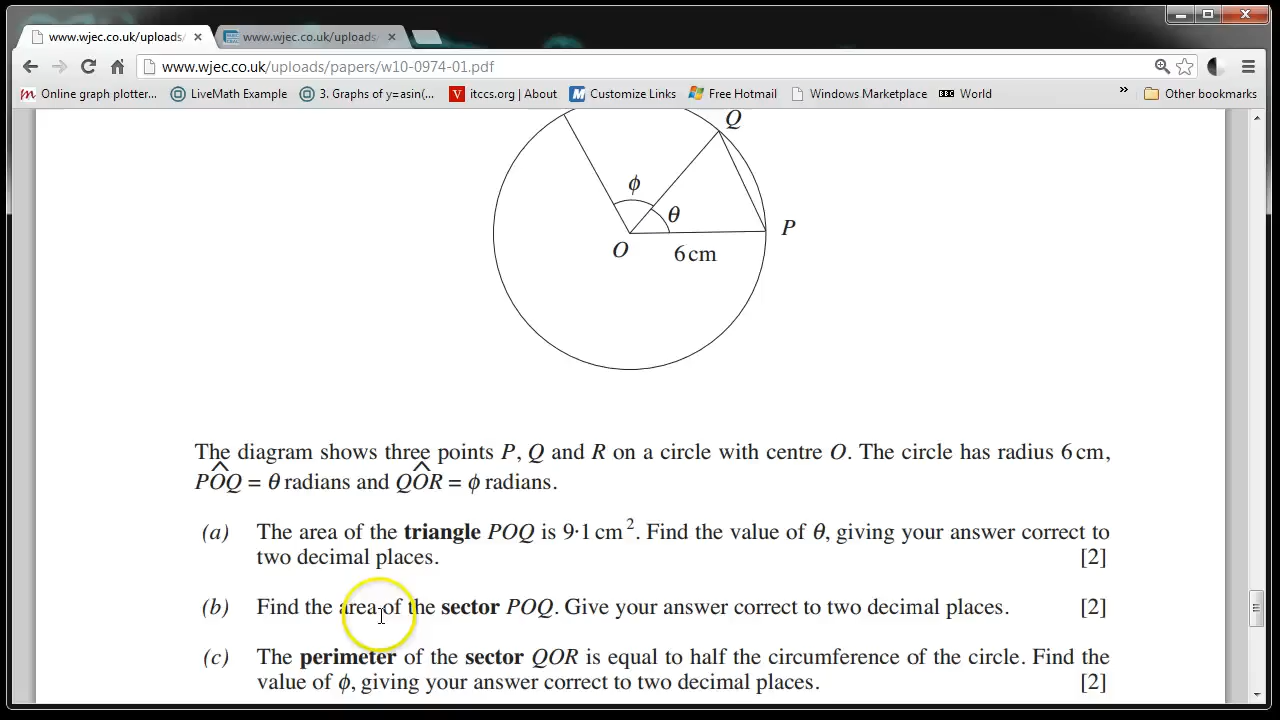 www.wjec.co.uk/uploads/
www.wjec.co.uk/uploads/
www.wjec.co.uk/uploads/papers/w10-0974-01.pdf
Online graph plotter...
LiveMath Example
3. Graphs of y=asin(...
itccs.org | About
Customize Links
Free Hotmail
Windows Marketplace
BBC World
»
Other bookmarks
Q
ϕ
θ
P
O
6 cm
The diagram shows three points P, Q and R on a circle with centre O. The circle has radius 6 cm,
PÔQ = θ radians and QÔR = ϕ radians.
(a) The area of the triangle POQ is 9·1 cm². Find the value of θ, giving your answer correct to
two decimal places. [2]
(b) Find the area of the sector POQ. Give your answer correct to two decimal places. [2]
(c) The perimeter of the sector QOR is equal to half the circumference of the circle. Find the
value of ϕ, giving your answer correct to two decimal places. [2]